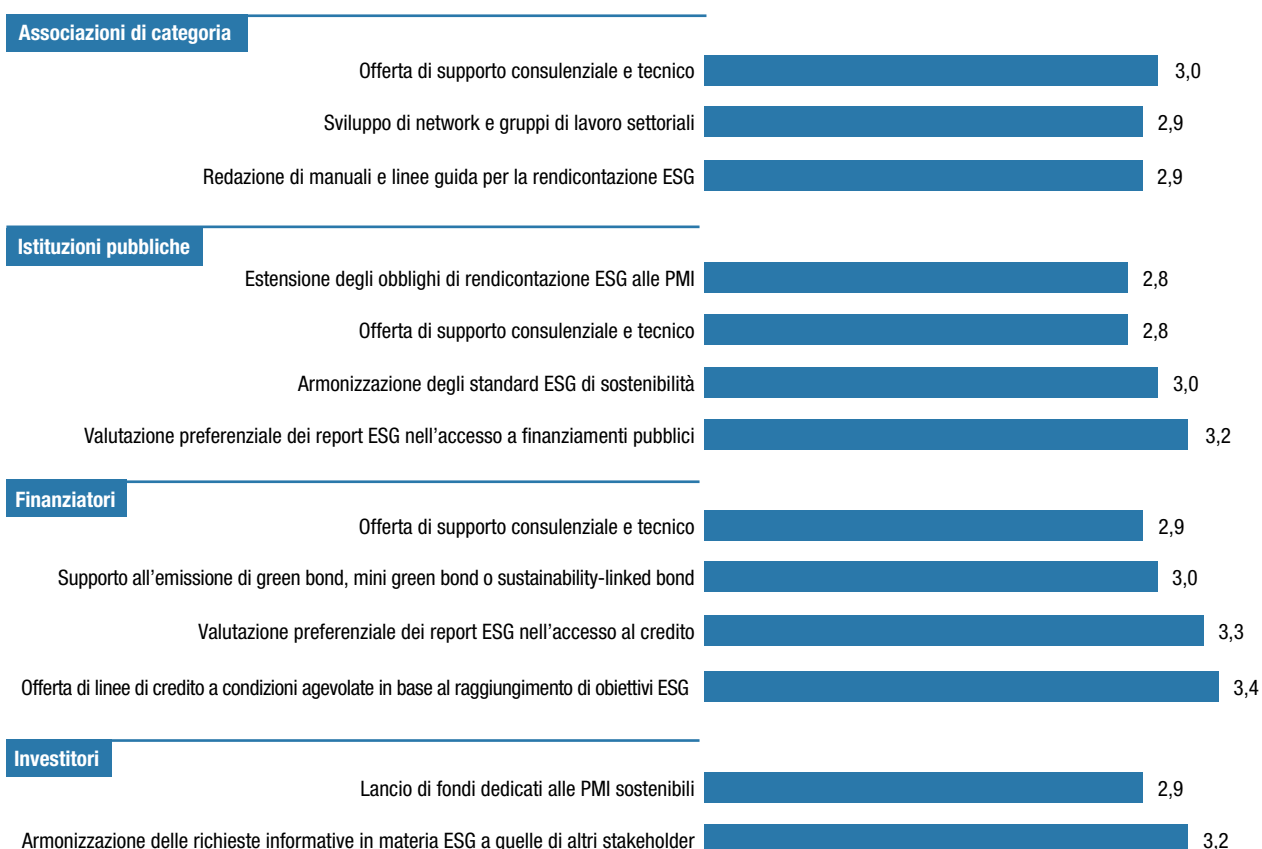 Associazioni di categoria
Offerta di supporto consulenziale e tecnico 3,0
Sviluppo di network e gruppi di lavoro settoriali 2,9
Redazione di manuali e linee guida per la rendicontazione ESG 2,9
Istituzioni pubbliche
Estensione degli obblighi di rendicontazione ESG alle PMI 2,8
Offerta di supporto consulenziale e tecnico 2,8
Armonizzazione degli standard ESG di sostenibilità 3,0
Valutazione preferenziale dei report ESG nell’accesso a finanziamenti pubblici 3,2
Finanziatori
Offerta di supporto consulenziale e tecnico 2,9
Supporto all’emissione di green bond, mini green bond o sustainability-linked bond 3,0
Valutazione preferenziale dei report ESG nell’accesso al credito 3,3
Offerta di linee di credito a condizioni agevolate in base al raggiungimento di obiettivi ESG 3,4
Investitori
Lancio di fondi dedicati alle PMI sostenibili 2,9
Armonizzazione delle richieste informative in materia ESG a quelle di altri stakeholder 3,2